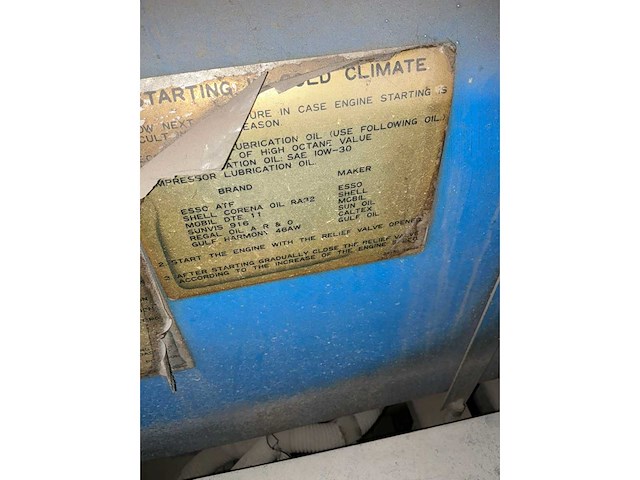 STARTING COLD CLIMATE
URE IN CASE ENGINE STARTING IS
OW NEXT EASON.
CULT
LUBRICATION OIL (USE FOLLOWING OIL)
OF HIGH OCTANE VALUE
ATION OIL: SAE 10W-30
MPRESSOR LUBRICATION OIL.
BRAND MAKER
ESSO ATF ESSO
SHELL CORENA OIL RA32 SHELL
MOBIL DTE 11 MOBIL
SUNVIS 916 SUN OIL
REGAL OIL A R & O CALTEX
GULF HARMONY 46AW GULF OIL
2. START THE ENGINE WITH THE RELIEF VALVE OPENED
3. AFTER STARTING GRADUALLY CLOSE THE RELIEF VALVE
ACCORDING TO THE INCREASE OF THE ENGINE